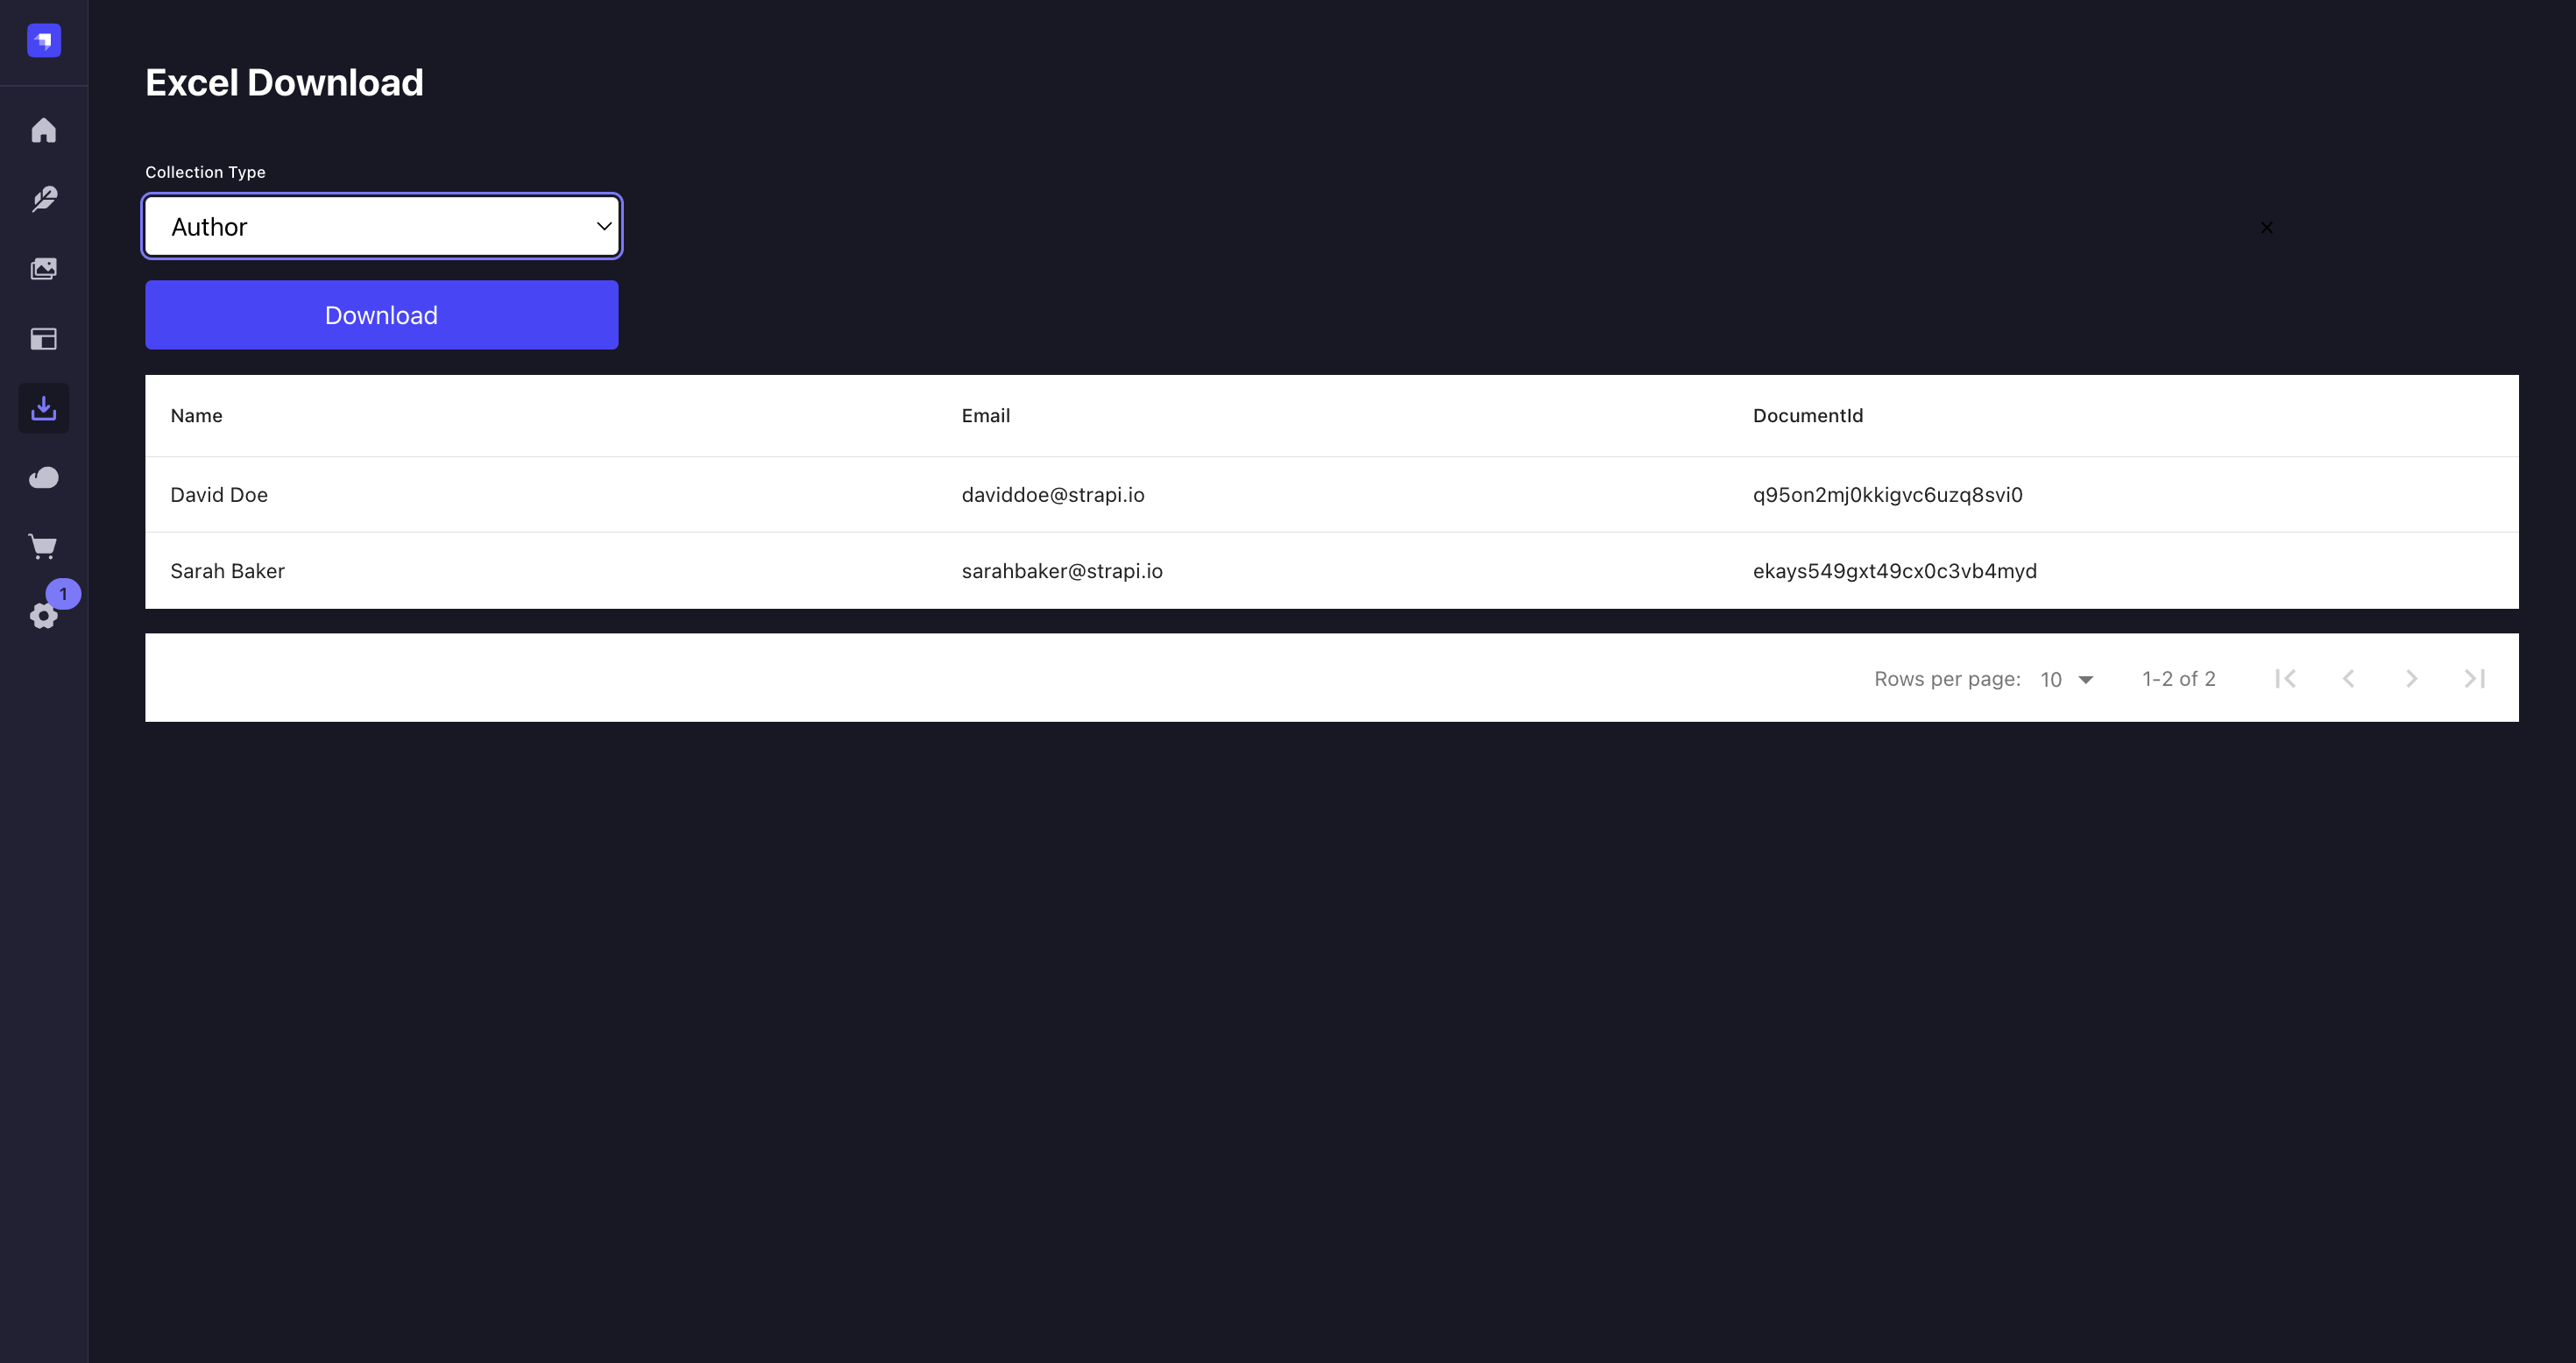 Excel Download
Collection Type
Author
Download
Name Email DocumentId
David Doe daviddoe@strapi.io q95on2mj0kkigvc6uzq8svi0
Sarah Baker sarahbaker@strapi.io ekays549gxt49cx0c3vb4myd
1
Rows per page: 10 1-2 of 2